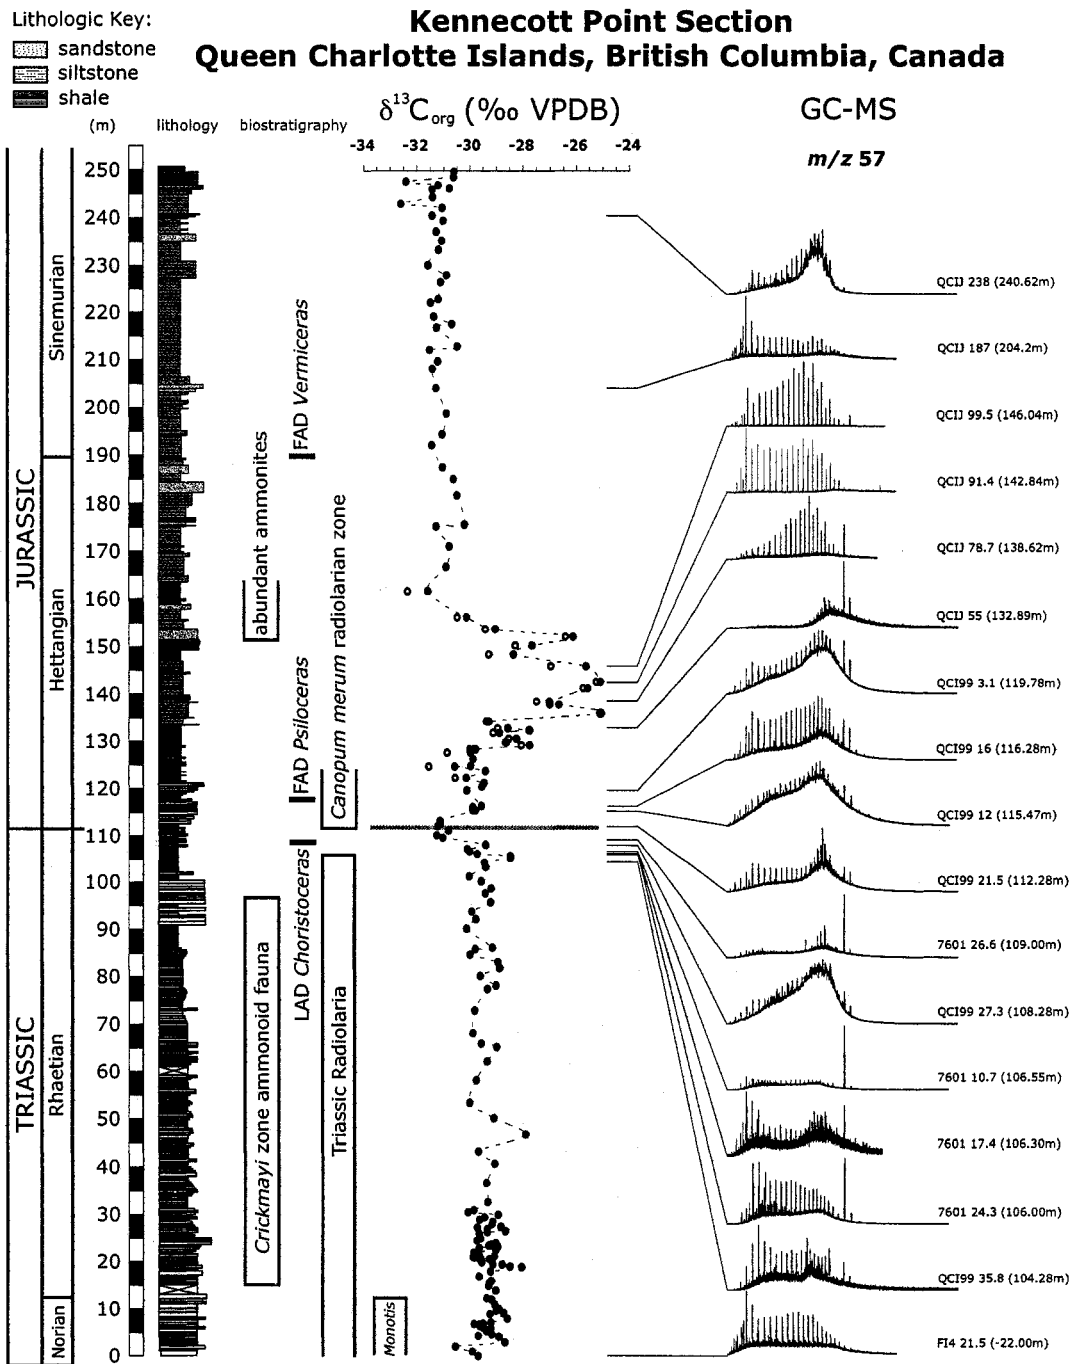 Lithologic Key:
sandstone
siltstone
shale
Kennecott Point Section
Queen Charlotte Islands, British Columbia, Canada
(m)
lithology
biostratigraphy
δ13Corg (‰ VPDB)
-34 -32 -30 -28 -26 -24
GC-MS
m/z 57
250
240
230
220
210
200
190
180
170
160
150
140
130
120
110
100
90
80
70
60
50
40
30
20
10
0
JURASSIC
TRIASSIC
Sinemurian
Hettangian
Rhaetian
Norian
abundant ammonites
Crickmayi zone ammonoid fauna
FAD Vermiceras
FAD Psiloceras
LAD Choristoceras
Canopum merum radiolarian zone
Triassic Radiolaria
Monotis
QCIJ 238 (240.62m)
QCIJ 187 (204.2m)
QCIJ 99.5 (146.04m)
QCIJ 91.4 (142.84m)
QCIJ 78.7 (138.62m)
QCIJ 55 (132.89m)
QCI99 3.1 (119.78m)
QCI99 16 (116.28m)
QCI99 12 (115.47m)
QCI99 21.5 (112.28m)
7601 26.6 (109.00m)
QCI99 27.3 (108.28m)
7601 10.7 (106.55m)
7601 17.4 (106.30m)
7601 24.3 (106.00m)
QCI99 35.8 (104.28m)
FI4 21.5 (-22.00m)